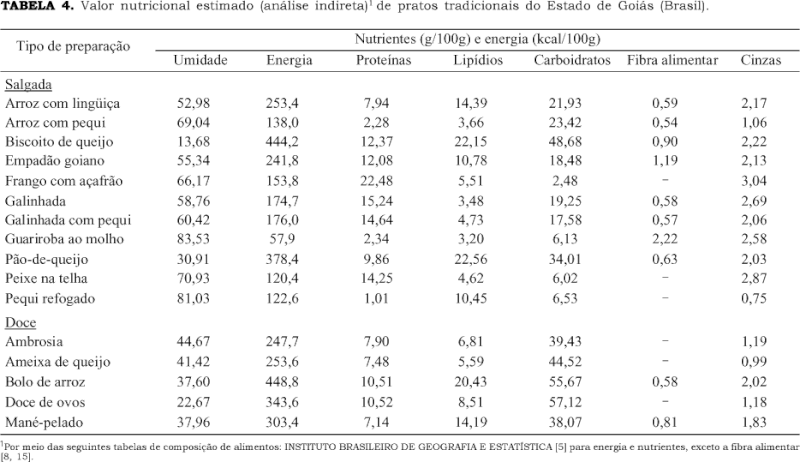 TABELA 4. Valor nutricional estimado (análise indireta)¹ de pratos tradicionais do Estado de Goiás (Brasil).
Tipo de preparação Nutrientes (g/100g) e energia (kcal/100g)
Umidade Energia Proteínas Lipídios Carboidratos Fibra alimentar Cinzas
Salgada
Arroz com lingüiça 52,98 253,4 7,94 14,39 21,93 0,59 2,17
Arroz com pequi 69,04 138,0 2,28 3,66 23,42 0,54 1,06
Biscoito de queijo 13,68 444,2 12,37 22,15 48,68 0,90 2,22
Empadão goiano 55,34 241,8 12,08 10,78 18,48 1,19 2,13
Frango com açafrão 66,17 153,8 22,48 5,51 2,48 – 3,04
Galinhada 58,76 174,7 15,24 3,48 19,25 0,58 2,69
Galinhada com pequi 60,42 176,0 14,64 4,73 17,58 0,57 2,06
Guariroba ao molho 83,53 57,9 2,34 3,20 6,13 2,22 2,58
Pão-de-queijo 30,91 378,4 9,86 22,56 34,01 0,63 2,03
Peixe na telha 70,93 120,4 14,25 4,62 6,02 – 2,87
Pequi refogado 81,03 122,6 1,01 10,45 6,53 – 0,75
Doce
Ambrosia 44,67 247,7 7,90 6,81 39,43 – 1,19
Ameixa de queijo 41,42 253,6 7,48 5,59 44,52 – 0,99
Bolo de arroz 37,60 448,8 10,51 20,43 55,67 0,58 2,02
Doce de ovos 22,67 343,6 10,52 8,51 57,12 – 1,18
Mané-pelado 37,96 303,4 7,14 14,19 38,07 0,81 1,83
¹Por meio das seguintes tabelas de composição de alimentos: INSTITUTO BRASILEIRO DE GEOGRAFIA E ESTATÍSTICA [5] para energia e nutrientes, exceto a fibra alimentar
[8, 15].